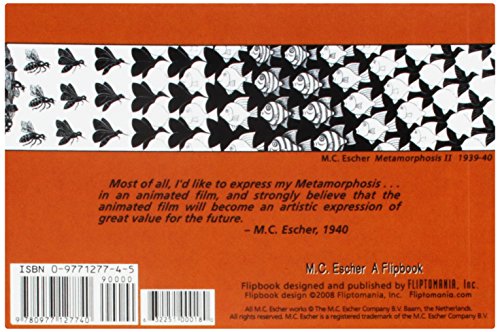 M.C. Escher Metamorphosis II 1939-40
Most of all, I'd like to express my Metamorphosis . . .
in an animated film, and strongly believe that the
animated film will become an artistic expression of
great value for the future.
– M.C. Escher, 1940
M.C. Escher A Flipbook
Flipbook designed and published by FLIPTOMANIA, Inc.
Flipbook design ©2008 Fliptomania, Inc. Fliptomania.com
All M.C. Escher works © The M.C. Escher Company B.V. Baarn, the Netherlands.
All rights reserved. M.C. Escher is a registered trademark of the M.C. Escher Company B.V.
ISBN 0-9771277-4-5
90000
9 780977 127740